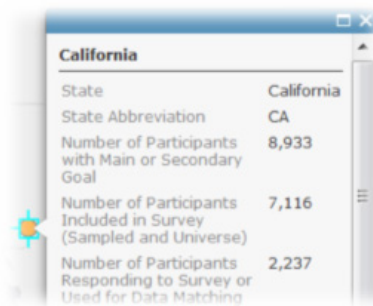 California
State California
State Abbreviation CA
Number of Participants 8,933
with Main or Secondary
Goal
Number of Participants 7,116
Included in Survey
(Sampled and Universe)
Number of Participants 2,237
Responding to Survey or
Used for Data Matching